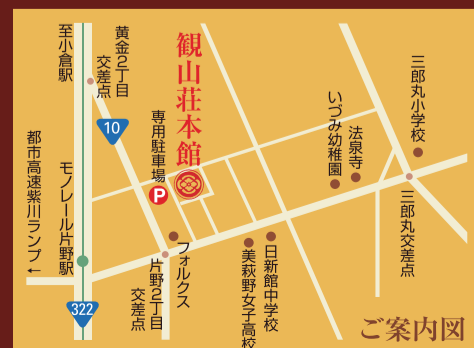 至小倉駅
黄金2丁目
交差点
10
専用駐車場
P
観山荘本館
いづみ幼稚園
法泉寺
三郎丸小学校
都市高速紫川ランプ←
モノレール片野駅
322
片野2丁目
交差点
フォルクス
美萩野女子高校
日新館中学校
三郎丸交差点
ご案内図